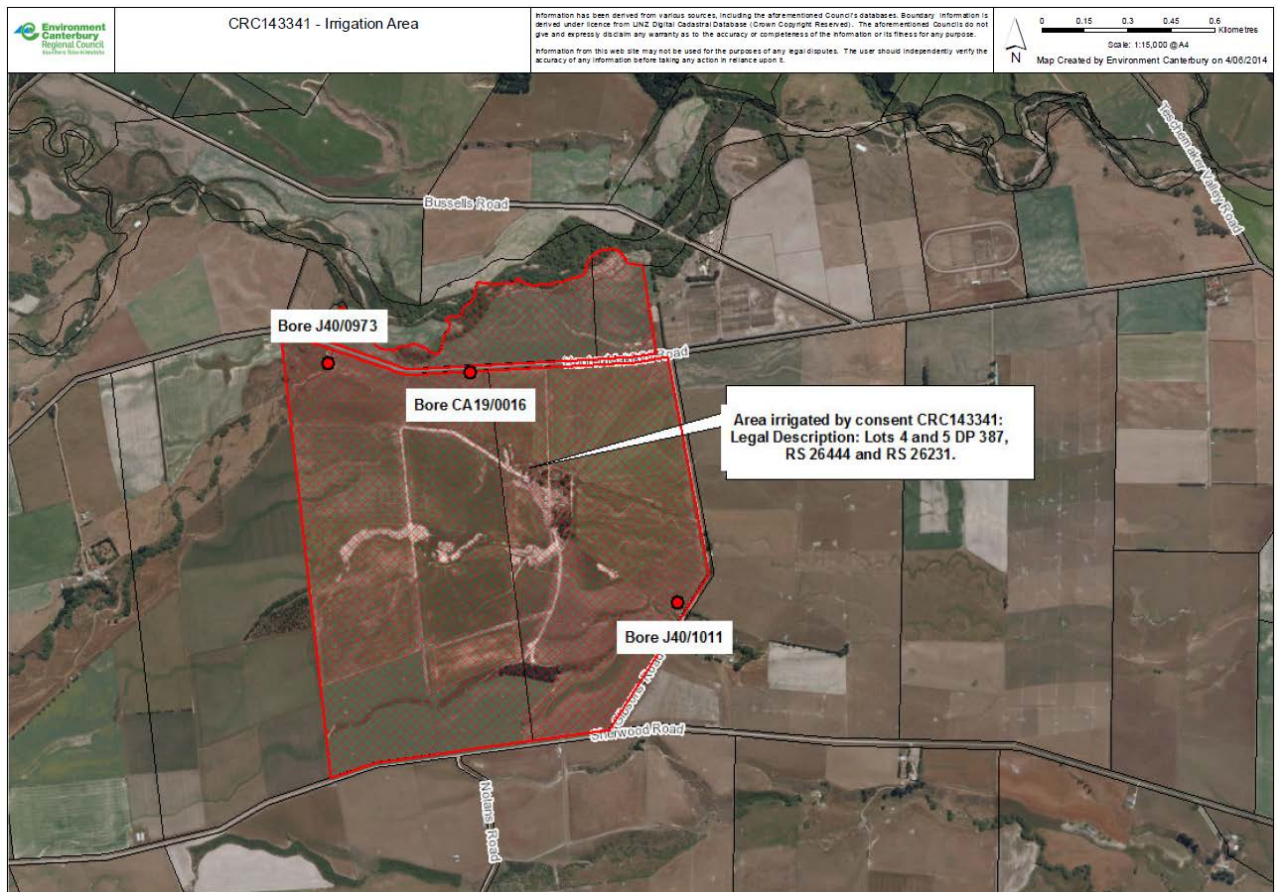 Environment
Canterbury
Regional Council
CRC143341 - Irrigation Area
Information has been derived from various sources, including the aforementioned Council's databases. Boundary information is
derived under licence from LINZ Digital Cadastral Database (Crown Copyright Reserved). The aforementioned Councils do not
give and expressly disclaim any warranty as to the accuracy or completeness of the information or its fitness for any purpose.
Information from this web site may not be used for the purposes of any legal disputes. The user should independently verify the
accuracy of any information before taking any action in reliance upon it.
N
0 0.15 0.3 0.45 0.6
Kilometres
Scale: 1:15,000 @A4
Map Created by Environment Canterbury on 4/06/2014
Teschemaker Valley Road
Bussells Road
Bore J40/0973
Road
Bore CA19/0016
Area irrigated by consent CRC143341:
Legal Description: Lots 4 and 5 DP 387,
RS 26444 and RS 26231.
Bore J40/1011
Road
Sherwood Road
Nolans Road